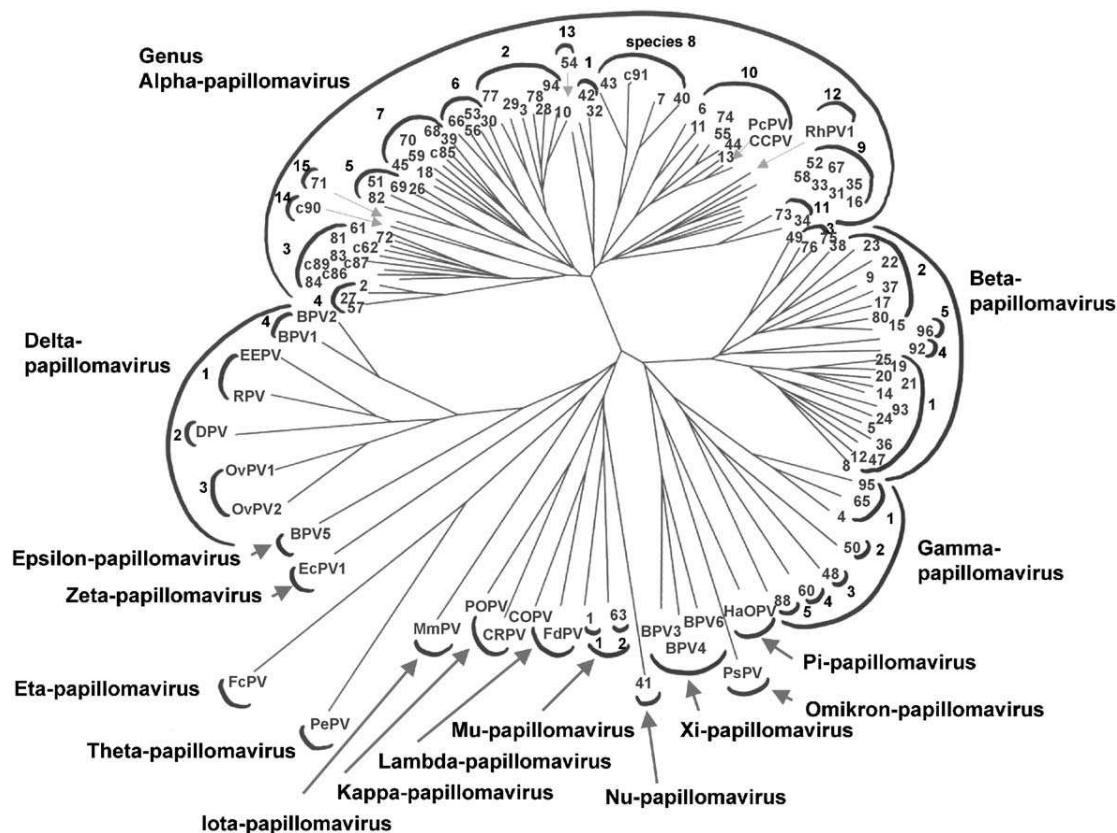 Genus
Alpha-papillomavirus
13
54
2
1
species 8
10
12
6
7
5
15
14
3
4
94
77
78
29
3
28
10
42
32
43
c91
7
40
6
11
74
55
44
13
PcPV
CCPV
RhPV1
9
52
67
58
33
31
35
16
11
73
34
53
66
30
56
68
39
70
59
c85
45
18
51
69
26
82
71
c90
61
72
81
c62
83
c89
c87
c86
84
2
27
57
Beta-
papillomavirus
3
49
75
76
38
23
2
22
9
37
17
80
15
5
96
4
92
25
19
20
21
14
1
93
24
5
36
12
47
8
Delta-
papillomavirus
4
BPV2
BPV1
1
EEPV
RPV
2
DPV
3
OvPV1
OvPV2
Gamma-
papillomavirus
95
65
4
1
50
2
48
3
60
4
88
5
Epsilon-papillomavirus
BPV5
Zeta-papillomavirus
EcPV1
Eta-papillomavirus
FcPV
Theta-papillomavirus
PePV
MmPV
Iota-papillomavirus
POPV
CRPV
Kappa-papillomavirus
COPV
FdPV
Lambda-papillomavirus
1
63
1
2
Mu-papillomavirus
41
Nu-papillomavirus
BPV3
BPV6
BPV4
Xi-papillomavirus
PsPV
Omikron-papillomavirus
HaOPV
Pi-papillomavirus